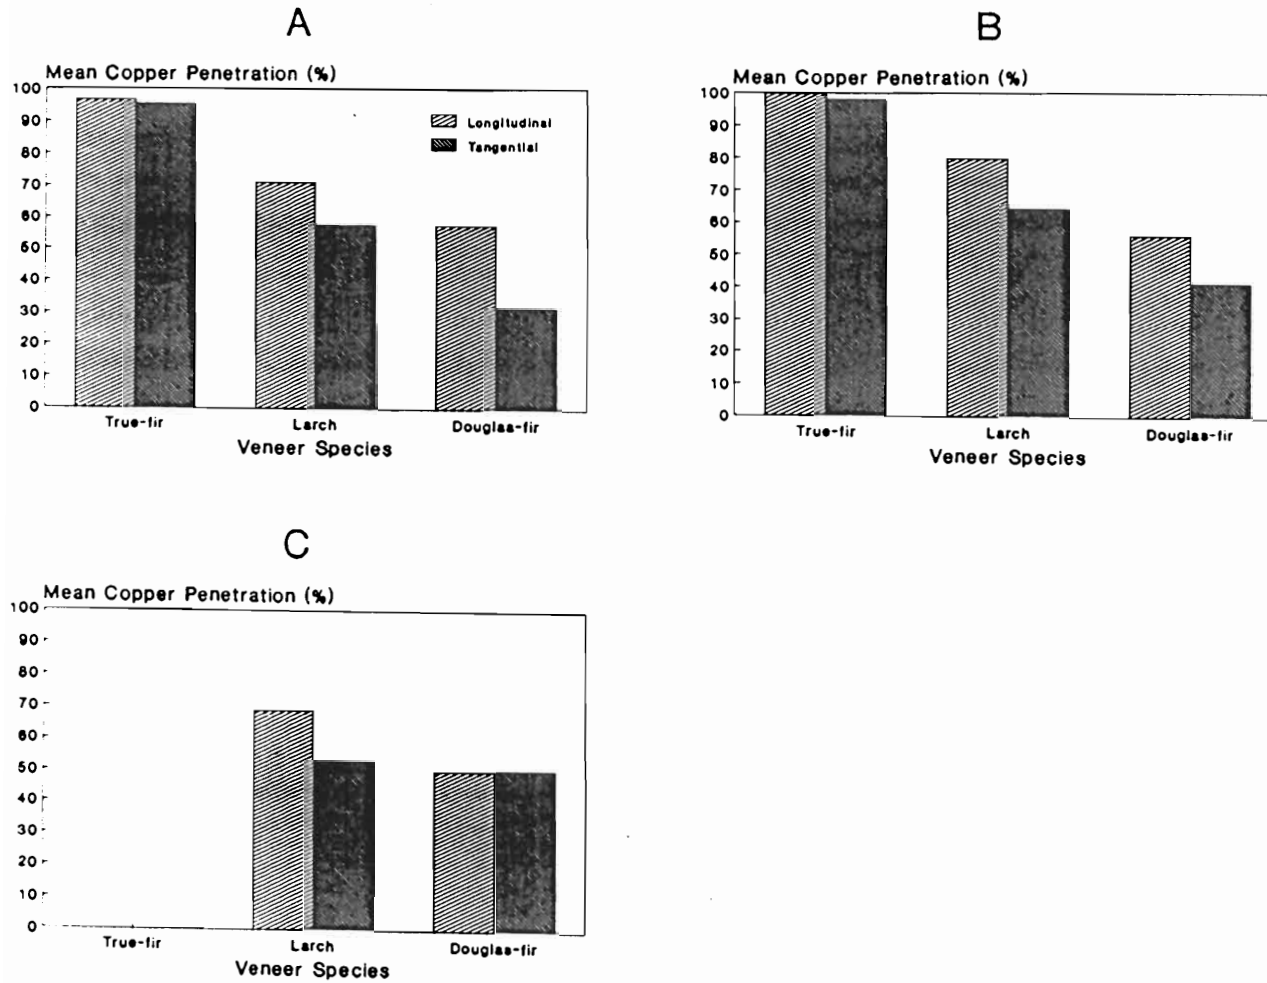 A
Mean Copper Penetration (%)
100
90
80
70
60
50
40
30
20
10
0
Longitudinal
Tangential
True-fir
Larch
Douglas-fir
Veneer Species
B
Mean Copper Penetration (%)
100
90
80
70
60
50
40
30
20
10
0
True-fir
Larch
Douglas-fir
Veneer Species
C
Mean Copper Penetration (%)
100
90
80
70
60
50
40
30
20
10
0
True-fir
Larch
Douglas-fir
Veneer Species